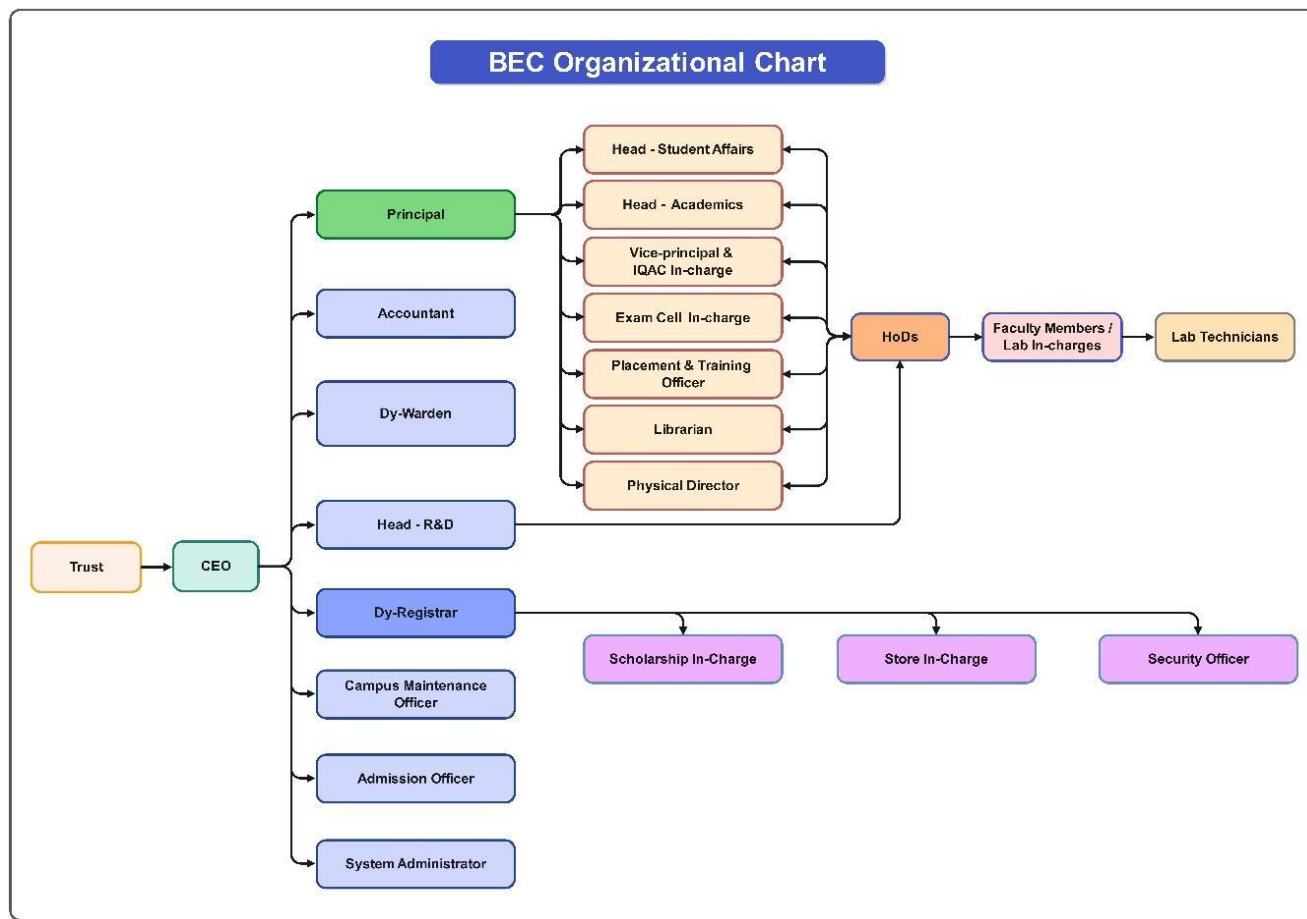 BEC Organizational Chart
Head - Student Affairs
Head - Academics
Principal
Vice-principal &
IQAC In-charge
Accountant
Exam Cell In-charge
HoDs
Faculty Members /
Lab In-charges
Lab Technicians
Placement & Training
Officer
Dy-Warden
Librarian
Physical Director
Head - R&D
Trust
CEO
Dy-Registrar
Scholarship In-Charge
Store In-Charge
Security Officer
Campus Maintenance
Officer
Admission Officer
System Administrator